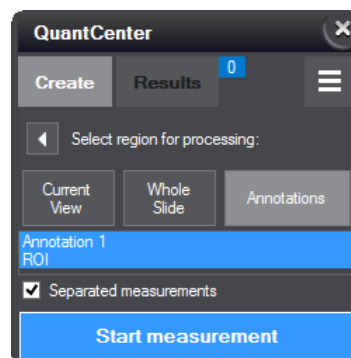 QuantCenter
Create
Results
0
Select region for processing:
Current
View
Whole
Slide
Annotations
Annotation 1
ROI
Separated measurements
Start measurement